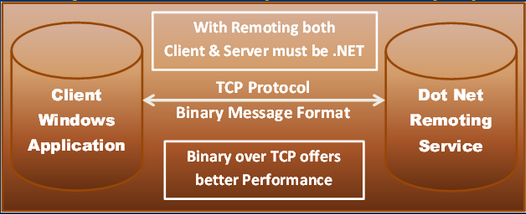 With Remoting both
Client & Server must be .NET
Client
Windows
Application
TCP Protocol
Binary Message Format
Dot Net
Remoting
Service
Binary over TCP offers
better Performance